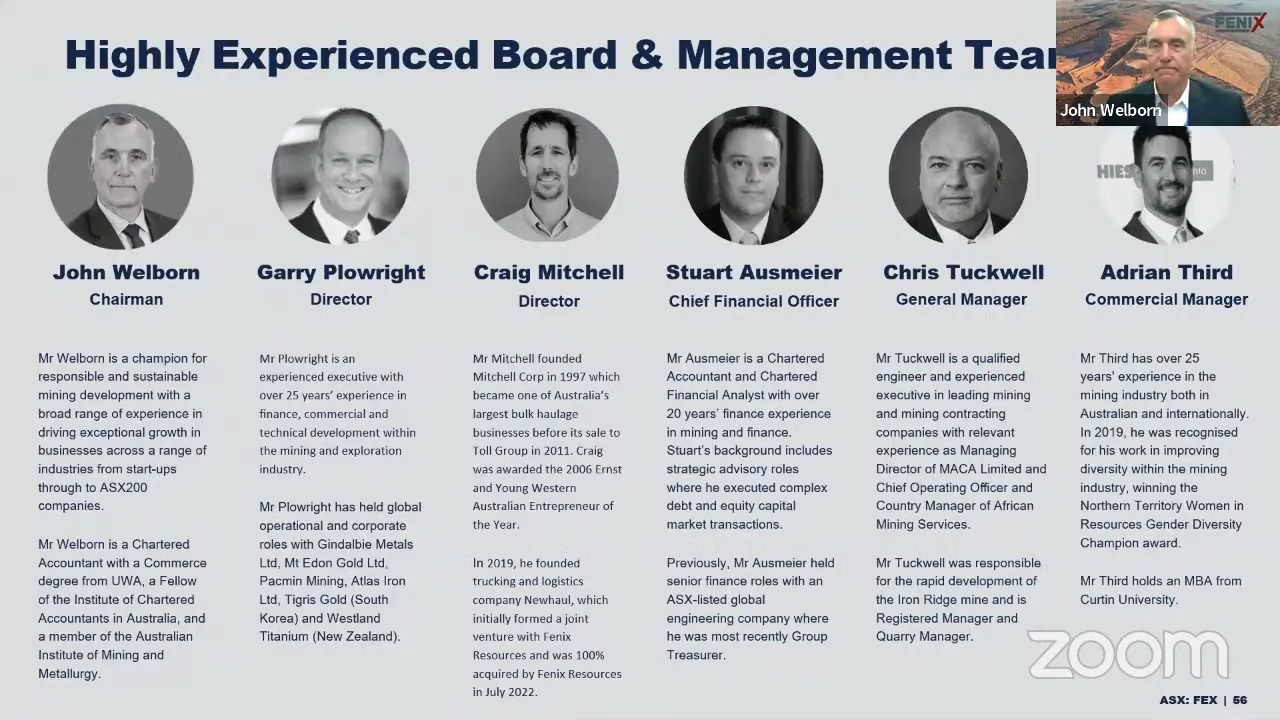 Highly Experienced Board & Management Tear
FENIX
John Welborn
HIES
John Welborn
Chairman
Mr Welborn is a champion for
responsible and sustainable
mining development with a
broad range of experience in
driving exceptional growth in
businesses across a range of
industries from start-ups
through to ASX200
companies.
Mr Welborn is a Chartered
Accountant with a Commerce
degree from UWA, a Fellow
of the Institute of Chartered
Accountants in Australia, and
a member of the Australian
Institute of Mining and
Metallurgy.
Garry Plowright
Director
Mr Plowright is an
experienced executive with
over 25 years' experience in
finance, commercial and
technical development within
the mining and exploration
industry.
Mr Plowright has held global
operational and corporate
roles with Gindalbie Metals
Ltd, Mt Edon Gold Ltd,
Pacmin Mining, Atlas Iron
Ltd, Tigris Gold (South
Korea) and Westland
Titanium (New Zealand).
Craig Mitchell
Director
Mr Mitchell founded
Mitchell Corp in 1997 which
became one of Australia's
largest bulk haulage
businesses before its sale to
Toll Group in 2011. Craig
was awarded the 2006 Ernst
and Young Western
Australian Entrepreneur of
the Year.
In 2019, he founded
trucking and logistics
company Newhaul, which
initially formed a joint
venture with Fenix
Resources and was 100%
acquired by Fenix Resources
in July 2022.
Stuart Ausmeier
Chief Financial Officer
Mr Ausmeier is a Chartered
Accountant and Chartered
Financial Analyst with over
20 years' finance experience
in mining and finance.
Stuart's background includes
strategic advisory roles
where he executed complex
debt and equity capital
market transactions.
Previously, Mr Ausmeier held
senior finance roles with an
ASX-listed global
engineering company where
he was most recently Group
Treasurer.
Chris Tuckwell
General Manager
Mr Tuckwell is a qualified
engineer and experienced
executive in leading mining
and mining contracting
companies with relevant
experience as Managing
Director of MACA Limited and
Chief Operating Officer and
Country Manager of African
Mining Services.
Mr Tuckwell was responsible
for the rapid development of
the Iron Ridge mine and is
Registered Manager and
Quarry Manager.
Adrian Third
Commercial Manager
Mr Third has over 25
years' experience in the
mining industry both in
Australian and internationally.
In 2019, he was recognised
for his work in improving
diversity within the mining
industry, winning the
Northern Territory Women in
Resources Gender Diversity
Champion award.
Mr Third holds an MBA from
Curtin University.
zoom
ASX: FEX | 56